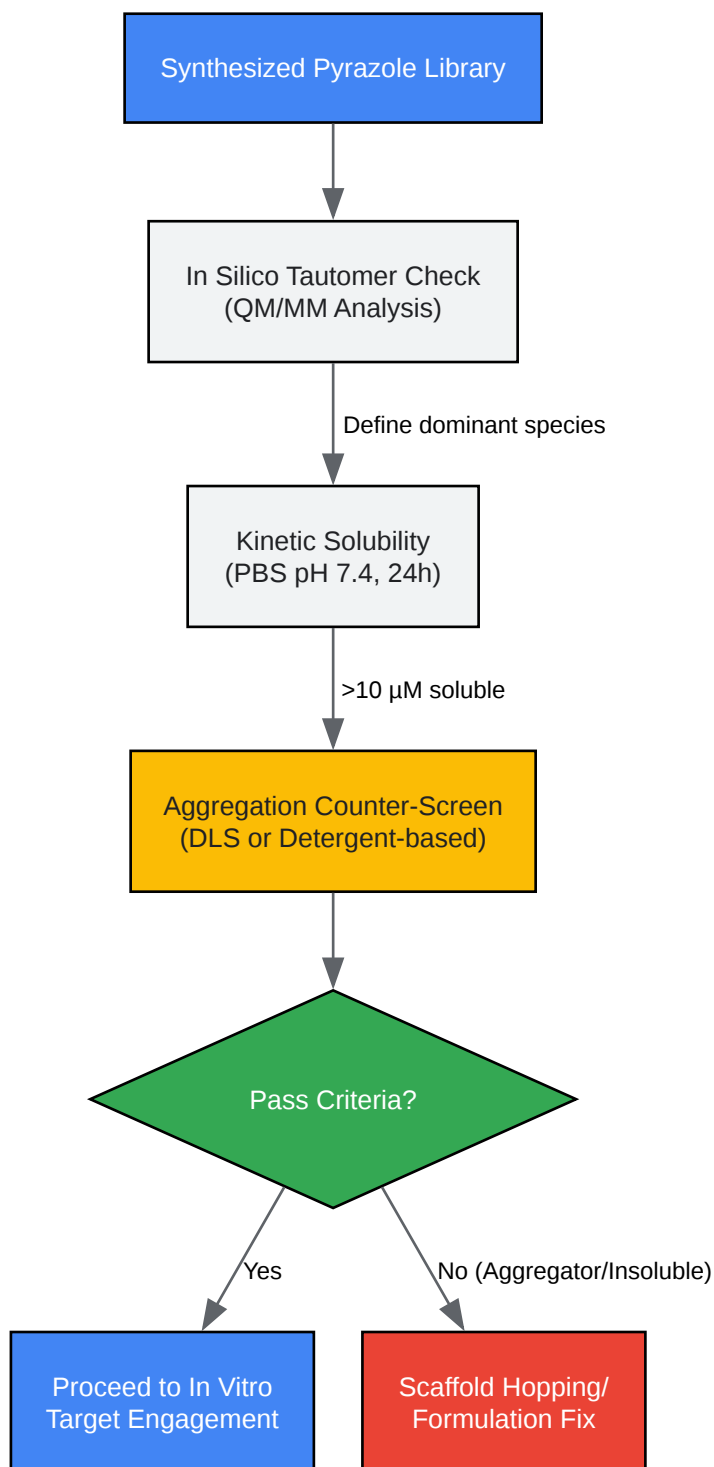 Synthesized Pyrazole Library
In Silico Tautomer Check
(QM/MM Analysis)
Define dominant species
Kinetic Solubility
(PBS pH 7.4, 24h)
>10 µM soluble
Aggregation Counter-Screen
(DLS or Detergent-based)
Pass Criteria?
Yes
No (Aggregator/Insoluble)
Proceed to In Vitro
Target Engagement
Scaffold Hopping/
Formulation Fix